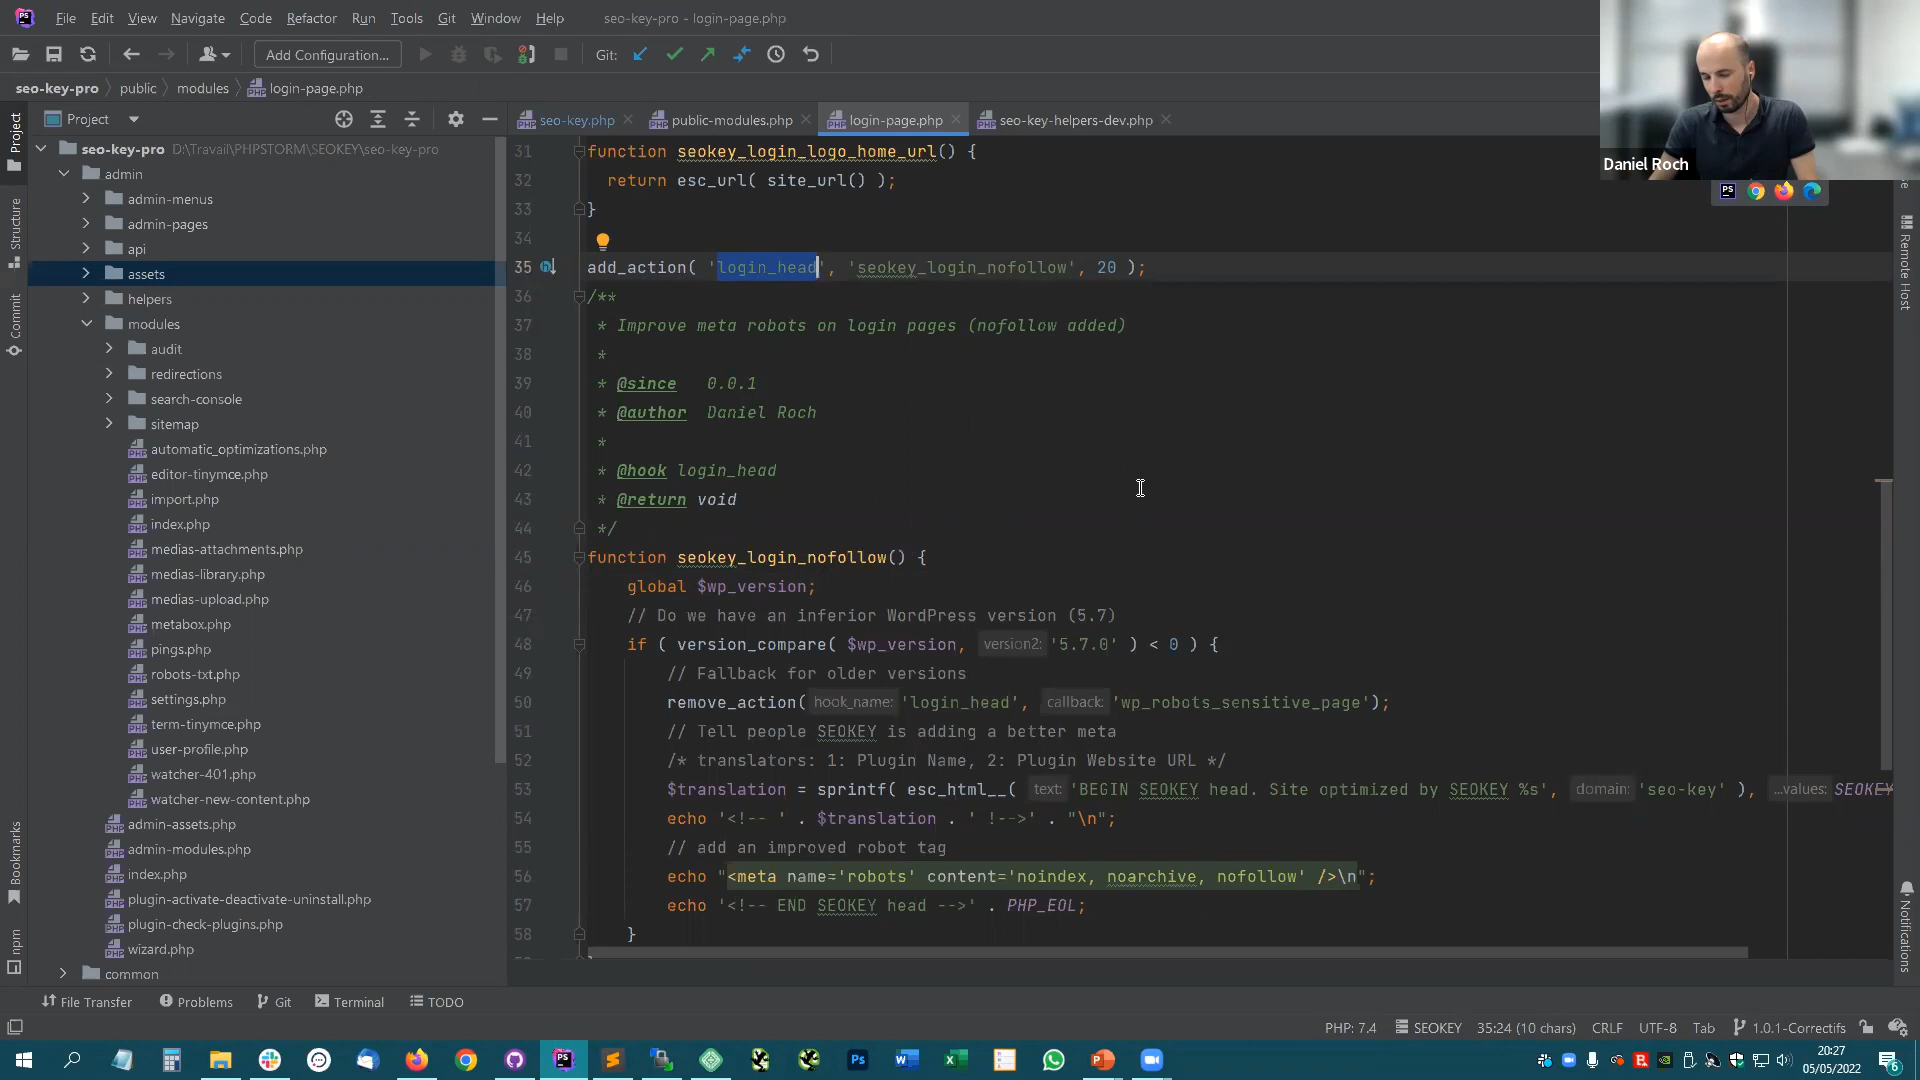 File Edit View Navigate Code Refactor Run Tools Git Window Help seo-key-pro - login-page.php
Add Configuration... Git:
seo-key-pro public modules login-page.php
Daniel Roch
Project
seo-key.php public-modules.php login-page.php seo-key-helpers-dev.php
Project
Structure
Commit
Bookmarks
npm
Remote Host
Notifications
seo-key-pro D:\Travail\PHPSTORM\SEOKEY\seo-key-pro
admin
admin-menus
admin-pages
api
assets
helpers
modules
audit
redirections
search-console
sitemap
automatic_optimizations.php
editor-tinymce.php
import.php
index.php
medias-attachments.php
medias-library.php
medias-upload.php
metabox.php
pings.php
robots-txt.php
settings.php
term-tinymce.php
user-profile.php
watcher-401.php
watcher-new-content.php
admin-assets.php
admin-modules.php
index.php
plugin-activate-deactivate-uninstall.php
plugin-check-plugins.php
wizard.php
common
31 function seokey_login_logo_home_url() {
32 return esc_url( site_url() );
33 }
34
35 add_action( 'login_head', 'seokey_login_nofollow', 20 );
36 /**
37 * Improve meta robots on login pages (nofollow added)
38 *
39 * @since 0.0.1
40 * @author Daniel Roch
41 *
42 * @hook login_head
43 * @return void
44 */
45 function seokey_login_nofollow() {
46 global $wp_version;
47 // Do we have an inferior WordPress version (5.7)
48 if ( version_compare( $wp_version, version2: '5.7.0' ) < 0 ) {
49 // Fallback for older versions
50 remove_action( hook_name: 'login_head', callback: 'wp_robots_sensitive_page');
51 // Tell people SEOKEY is adding a better meta
52 /* translators: 1: Plugin Name, 2: Plugin Website URL */
53 $translation = sprintf( esc_html__( text: 'BEGIN SEOKEY head. Site optimized by SEOKEY %s', domain: 'seo-key' ), ...values: SEOKEY
54 echo '<!-- ' . $translation . ' !-->' . "\n";
55 // add an improved robot tag
56 echo "<meta name='robots' content='noindex, noarchive, nofollow' />\n";
57 echo '<!-- END SEOKEY head -->' . PHP_EOL;
58 }
File Transfer Problems Git Terminal TODO
PHP: 7.4 SEOKEY 35:24 (10 chars) CRLF UTF-8 Tab 1.0.1-Correctifs
20:27
05/05/2022
6